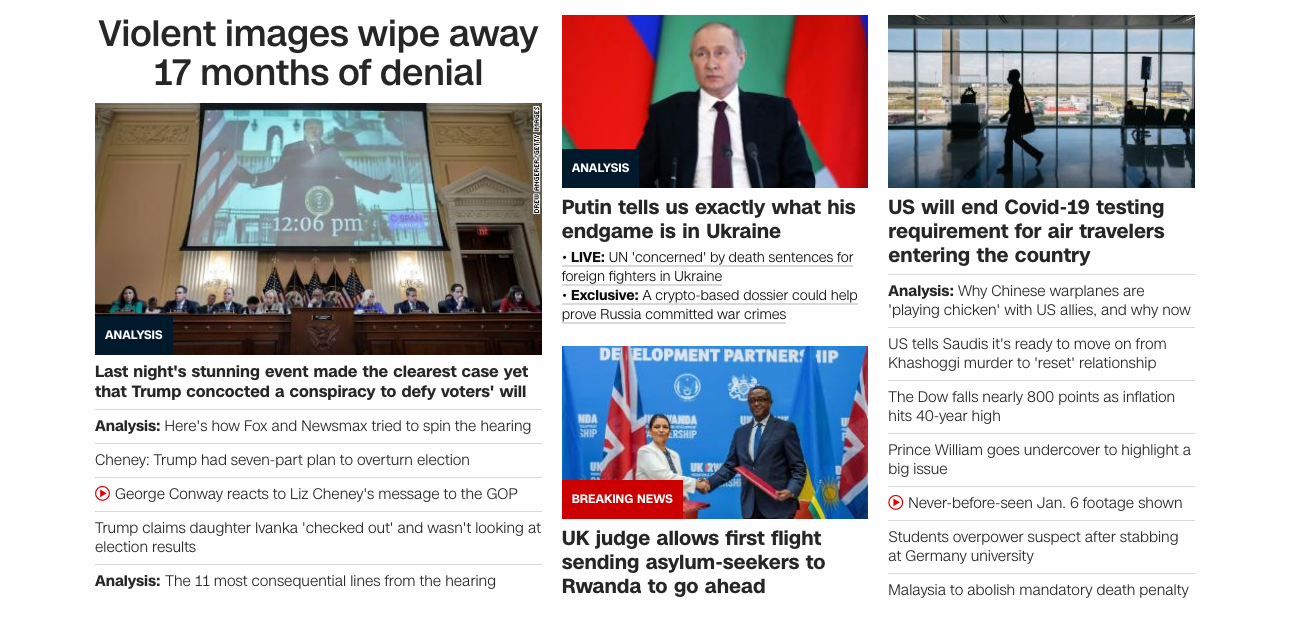 Violent images wipe away
17 months of denial
DREW ANGERER/GETTY IMAGES
12:06 pm
C-SPAN
ANALYSIS
Last night's stunning event made the clearest case yet
that Trump concocted a conspiracy to defy voters' will
Analysis: Here's how Fox and Newsmax tried to spin the hearing
Cheney: Trump had seven-part plan to overturn election
George Conway reacts to Liz Cheney's message to the GOP
Trump claims daughter Ivanka 'checked out' and wasn't looking at
election results
Analysis: The 11 most consequential lines from the hearing
ANALYSIS
Putin tells us exactly what his
endgame is in Ukraine
• LIVE: UN 'concerned' by death sentences for
foreign fighters in Ukraine
• Exclusive: A crypto-based dossier could help
prove Russia committed war crimes
DEVELOPMENT PARTNERSHIP
BREAKING NEWS
UK judge allows first flight
sending asylum-seekers to
Rwanda to go ahead
US will end Covid-19 testing
requirement for air travelers
entering the country
Analysis: Why Chinese warplanes are
'playing chicken' with US allies, and why now
US tells Saudis it's ready to move on from
Khashoggi murder to 'reset' relationship
The Dow falls nearly 800 points as inflation
hits 40-year high
Prince William goes undercover to highlight a
big issue
Never-before-seen Jan. 6 footage shown
Students overpower suspect after stabbing
at Germany university
Malaysia to abolish mandatory death penalty